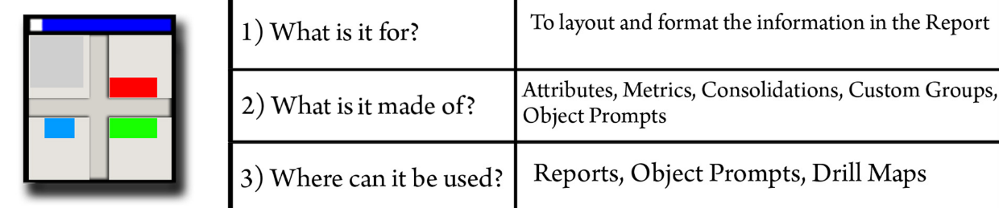 1) What is it for?
To layout and format the information in the Report
2) What is it made of?
Attributes, Metrics, Consolidations, Custom Groups,
Object Prompts
3) Where can it be used?
Reports, Object Prompts, Drill Maps